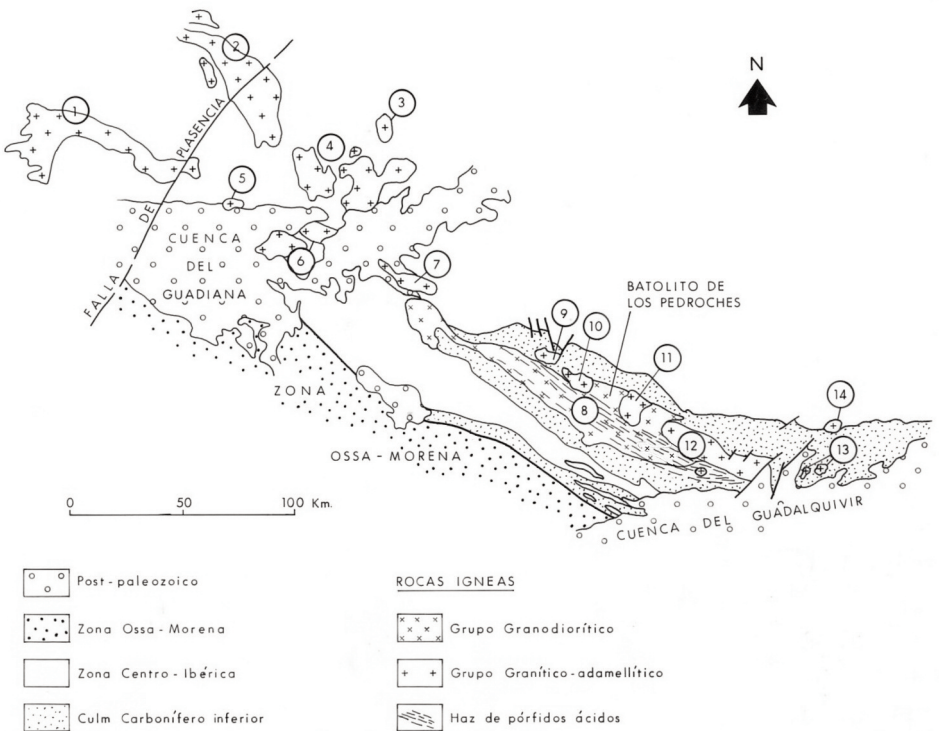 N
1
2
3
4
5
6
7
8
9
10
11
12
13
14
FALLA DE PLASENCIA
CUENCA
DEL
GUADIANA
BATOLITO DE
LOS PEDROCHES
ZONA
OSSA-MORENA
CUENCA DEL GUADALQUIVIR
0 50 100 Km.
Post-paleozoico
Zona Ossa-Morena
Zona Centro-Ibérica
Culm Carbonífero inferior
ROCAS IGNEAS
Grupo Granodiorítico
Grupo Granítico-adamellítico
Haz de pórfidos ácidos